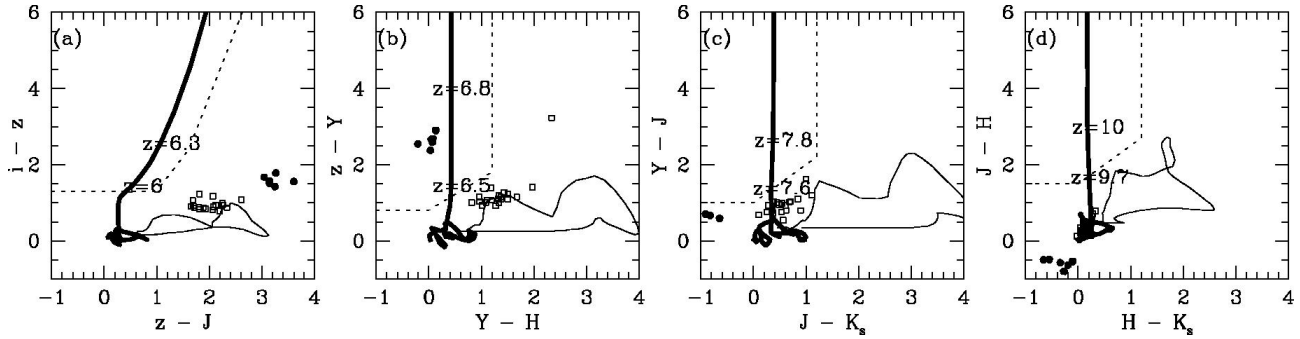 (a)
6
4
2
0
i − z
z=6.3
z=6
−1 0 1 2 3 4
z − J
(b)
6
4
2
0
z − Y
z=6.8
z=6.5
−1 0 1 2 3 4
Y − H
(c)
6
4
2
0
Y − J
z=7.8
z=7.6
−1 0 1 2 3 4
J − Ks
(d)
6
4
2
0
J − H
z=10
z=9.7
−1 0 1 2 3 4
H − Ks